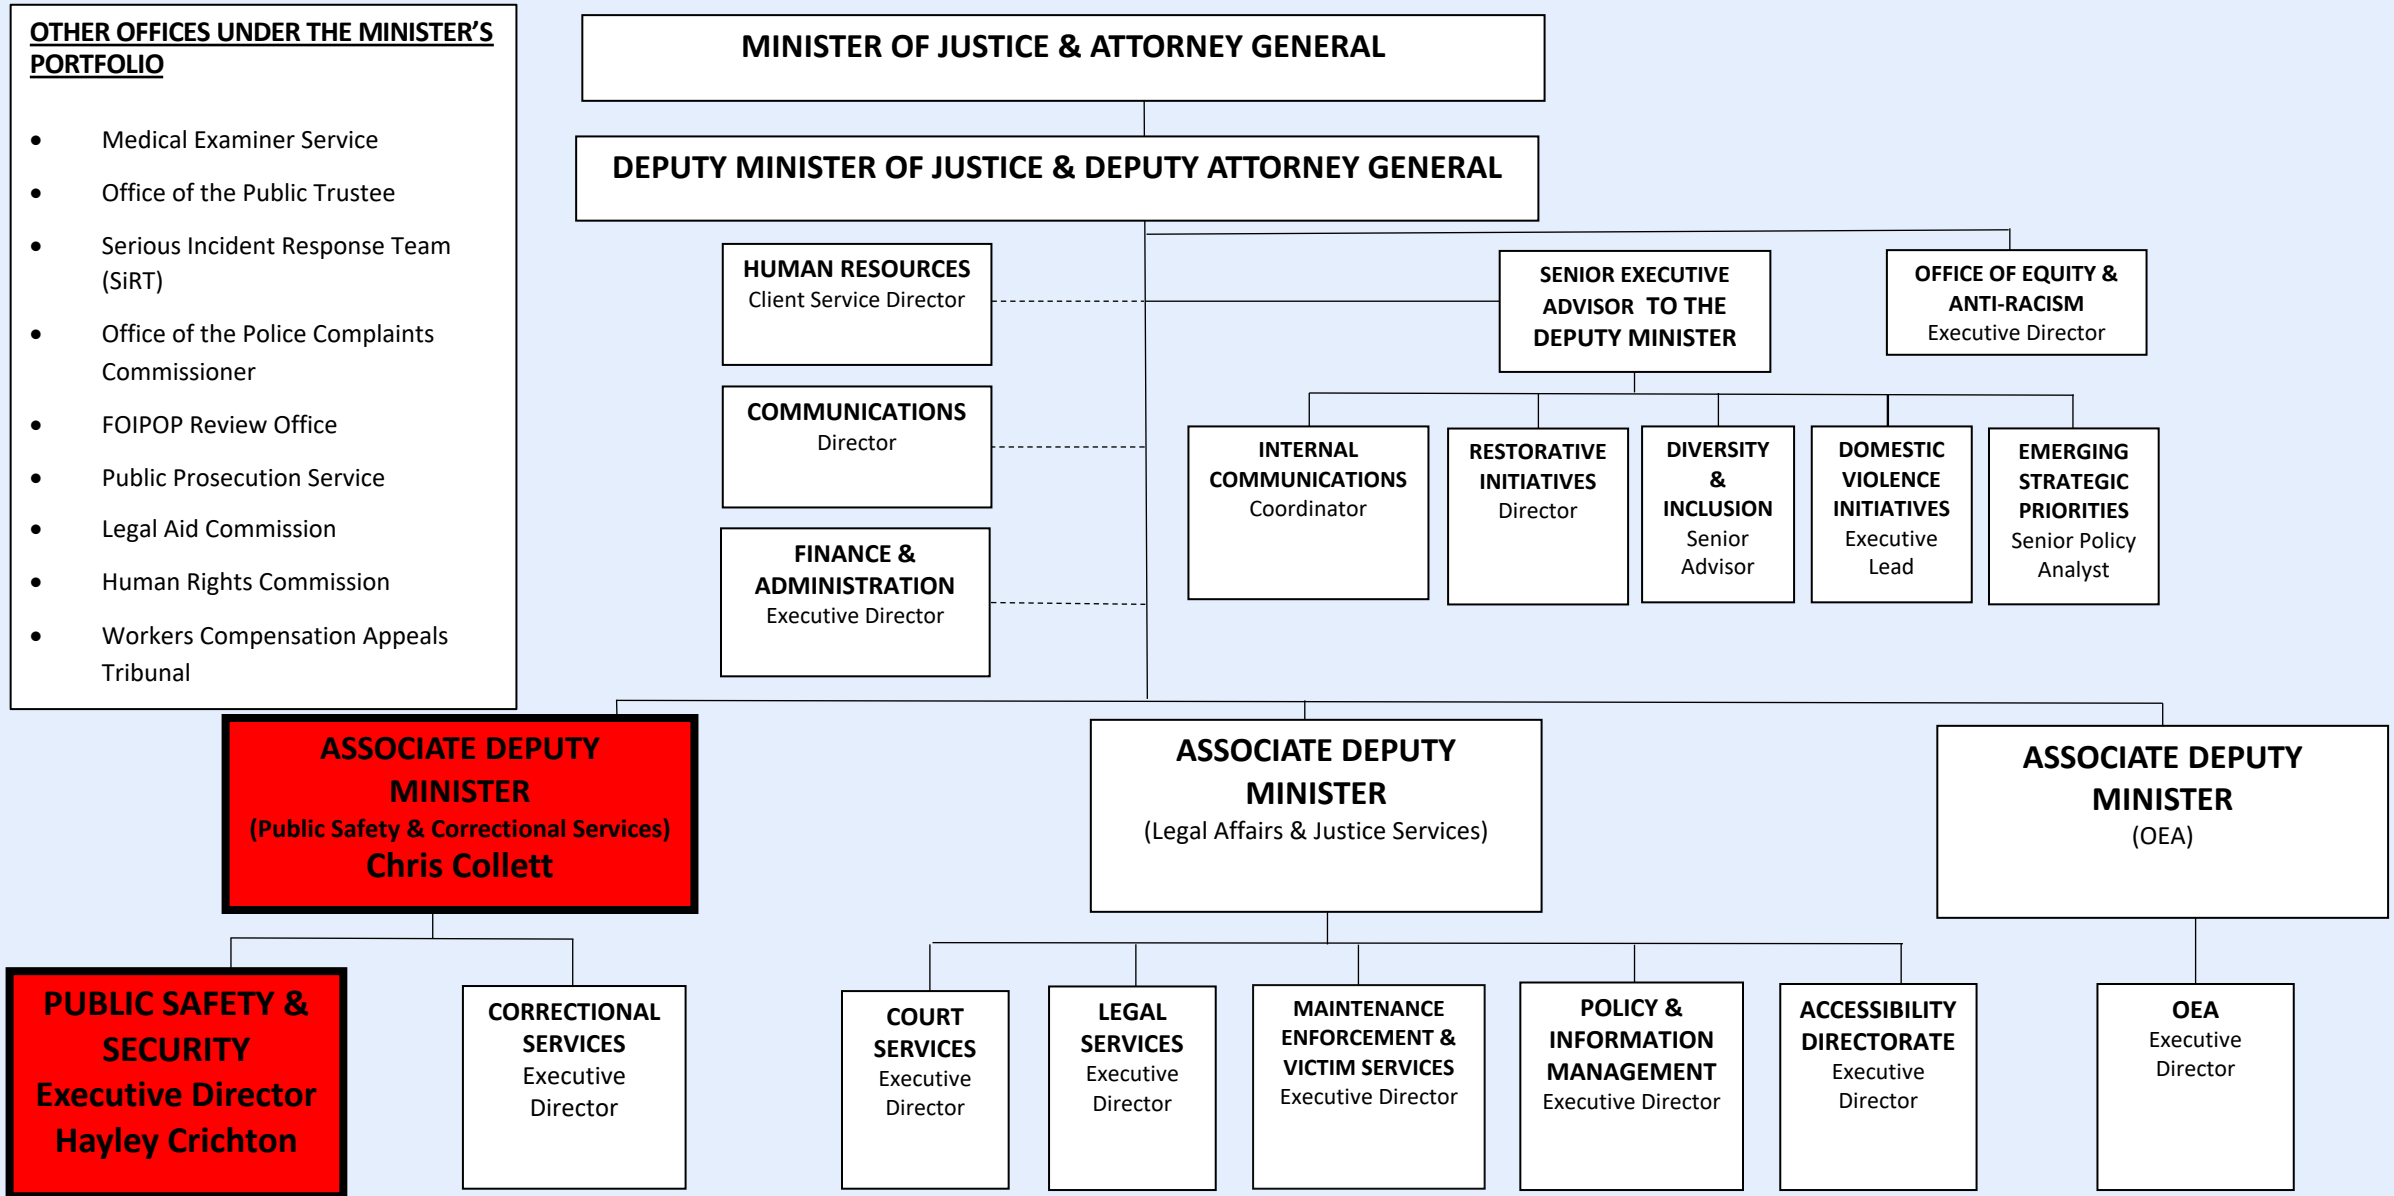 OTHER OFFICES UNDER THE MINISTER’S
PORTFOLIO
• Medical Examiner Service
• Office of the Public Trustee
• Serious Incident Response Team
(SiRT)
• Office of the Police Complaints
Commissioner
• FOIPOP Review Office
• Public Prosecution Service
• Legal Aid Commission
• Human Rights Commission
• Workers Compensation Appeals
Tribunal
MINISTER OF JUSTICE & ATTORNEY GENERAL
DEPUTY MINISTER OF JUSTICE & DEPUTY ATTORNEY GENERAL
HUMAN RESOURCES
Client Service Director
SENIOR EXECUTIVE
ADVISOR TO THE
DEPUTY MINISTER
OFFICE OF EQUITY &
ANTI-RACISM
Executive Director
COMMUNICATIONS
Director
INTERNAL
COMMUNICATIONS
Coordinator
RESTORATIVE
INITIATIVES
Director
DIVERSITY
&
INCLUSION
Senior
Advisor
DOMESTIC
VIOLENCE
INITIATIVES
Executive
Lead
EMERGING
STRATEGIC
PRIORITIES
Senior Policy
Analyst
FINANCE &
ADMINISTRATION
Executive Director
ASSOCIATE DEPUTY
MINISTER
(Public Safety & Correctional Services)
Chris Collett
ASSOCIATE DEPUTY
MINISTER
(Legal Affairs & Justice Services)
ASSOCIATE DEPUTY
MINISTER
(OEA)
PUBLIC SAFETY &
SECURITY
Executive Director
Hayley Crichton
CORRECTIONAL
SERVICES
Executive
Director
COURT
SERVICES
Executive
Director
LEGAL
SERVICES
Executive
Director
MAINTENANCE
ENFORCEMENT &
VICTIM SERVICES
Executive Director
POLICY &
INFORMATION
MANAGEMENT
Executive Director
ACCESSIBILITY
DIRECTORATE
Executive
Director
OEA
Executive
Director